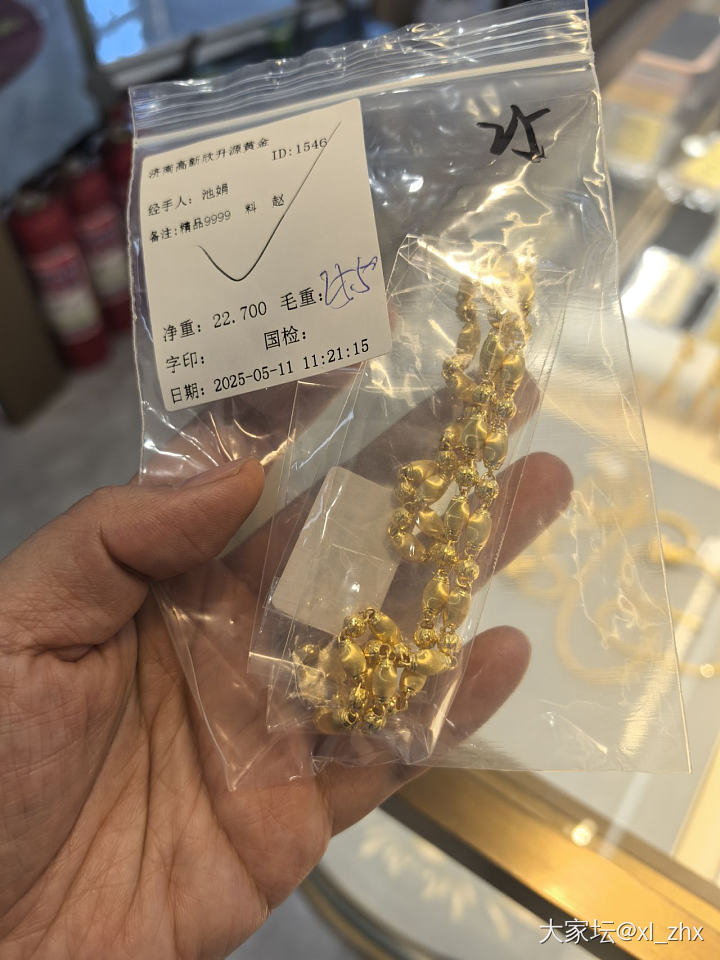 济南高新欣升源黄金
ID:1546
经手人: 池娟
备注:精品9999 料 赵
净重: 22.700 毛重:
字印: 国检:
日期: 2025-05-11 11:21:15
大家坛@xl_zhx